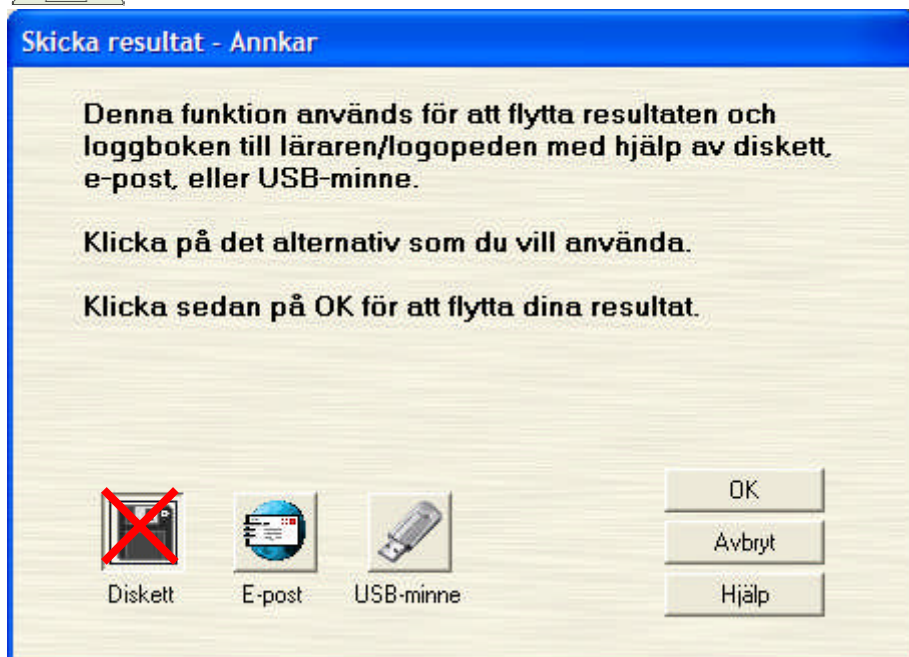 Skicka resultat - Annkar
Denna funktion används för att flytta resultaten och
loggboken till läraren/logopeden med hjälp av diskett,
e-post, eller USB-minne.
Klicka på det alternativ som du vill använda.
Klicka sedan på OK för att flytta dina resultat.
OK
Avbryt
Diskett E-post USB-minne Hjälp